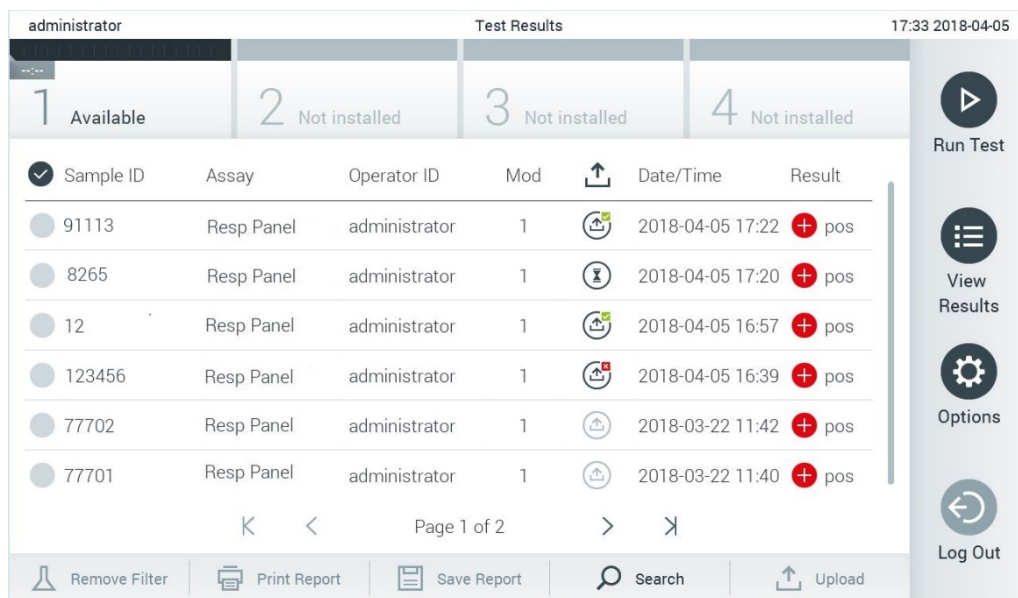 administrator Test Results 17:33 2018-04-05
--:--
1 Available 2 Not installed 3 Not installed 4 Not installed
Run Test
Sample ID Assay Operator ID Mod Date/Time Result
91113 Resp Panel administrator 1 2018-04-05 17:22 pos
8265 Resp Panel administrator 1 2018-04-05 17:20 pos
View
Results
12 Resp Panel administrator 1 2018-04-05 16:57 pos
123456 Resp Panel administrator 1 2018-04-05 16:39 pos
77702 Resp Panel administrator 1 2018-03-22 11:42 pos
Options
77701 Resp Panel administrator 1 2018-03-22 11:40 pos
Page 1 of 2
Log Out
Remove Filter Print Report Save Report Search Upload